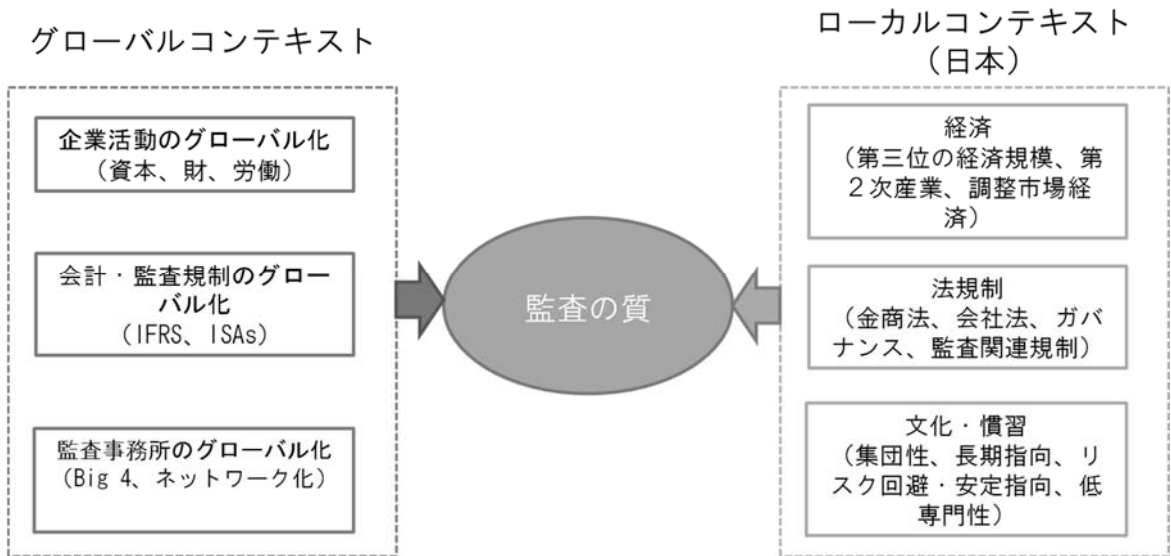 グローバルコンテキスト
企業活動のグローバル化
（資本、財、労働）
会計・監査規制のグロー
バル化
（IFRS、ISAs）
監査事務所のグローバル化
（Big 4、ネットワーク化）
監査の質
ローカルコンテキスト
（日本）
経済
（第三位の経済規模、第
２次産業、調整市場経
済）
法規制
（金商法、会社法、ガバ
ナンス、監査関連規制）
文化・慣習
（集団性、長期指向、リ
スク回避・安定指向、低
専門性）